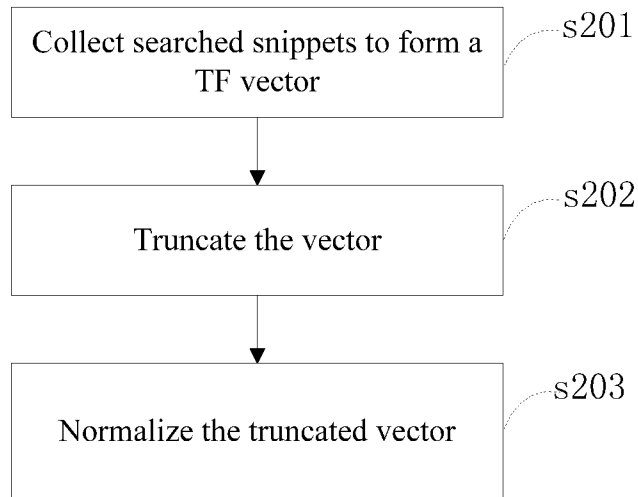 Collect searched snippets to form a
TF vector
s201
Truncate the vector
s202
Normalize the truncated vector
s203